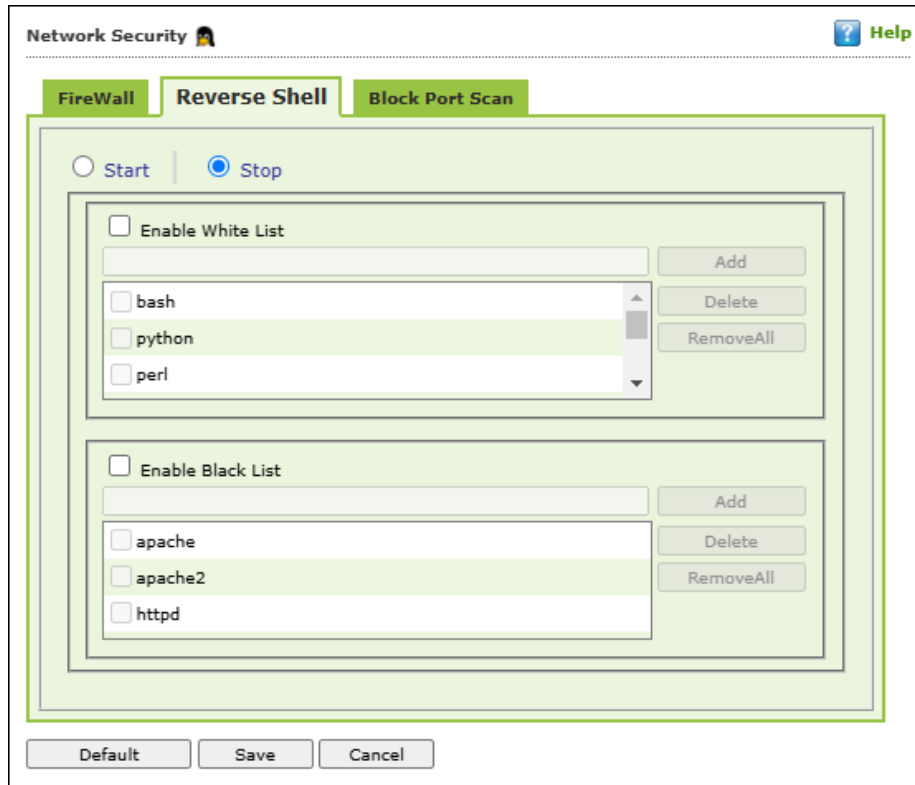 Network Security
? Help
FireWall Reverse Shell Block Port Scan
Start Stop
Enable White List
Add
bash Delete
python RemoveAll
perl
Enable Black List
Add
apache Delete
apache2 RemoveAll
httpd
Default Save Cancel